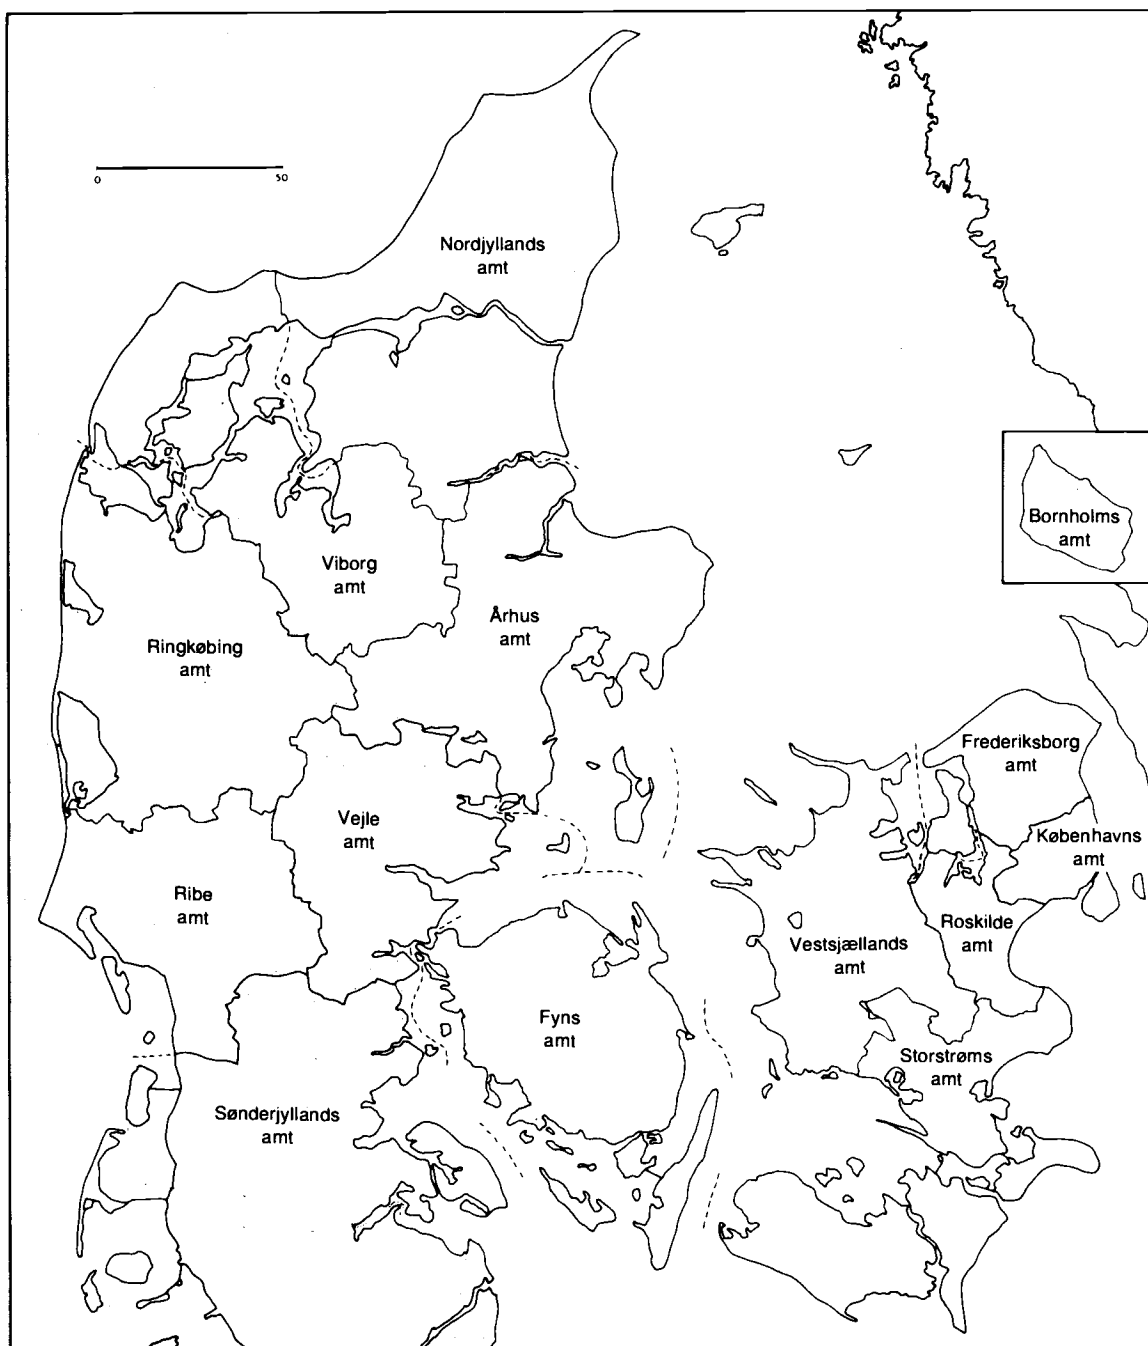 0 50
Nordjyllands
amt
Bornholms
amt
Viborg
amt
Århus
amt
Ringkøbing
amt
Frederiksborg
amt
Vejle
amt
Københavns
amt
Ribe
amt
Roskilde
amt
Vestsjællands
amt
Fyns
amt
Storstrøms
amt
Sønderjyllands
amt